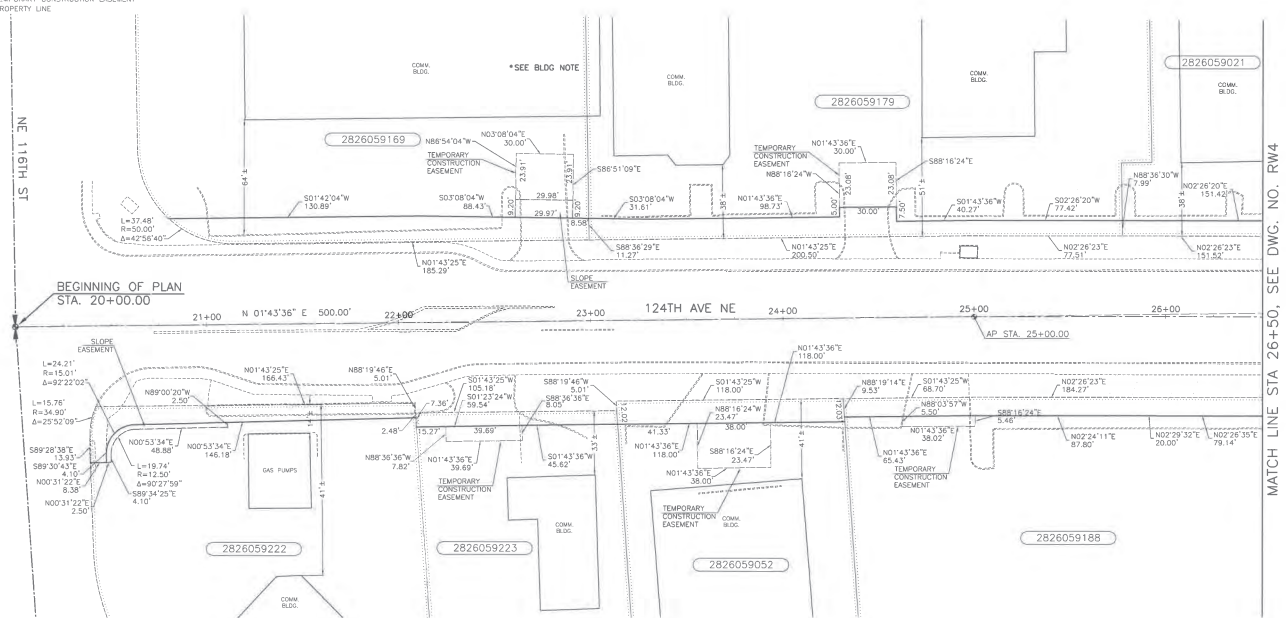 PROPERTY LINE
NE 116TH ST
COMM.
BLDG.
*SEE BLDG NOTE
2826059169
N88°54'04"W
N03°08'04"E
30.00'
TEMPORARY
CONSTRUCTION
EASEMENT
23.91'
23.91'
S86°51'09"E
64'±
S01°42'04"W
130.89'
S03°08'04"W
88.43'
9.20'
29.98'
29.97'
9.20'
8.58'
L=37.48'
R=50.00'
Δ=42°56'40"
N01°43'25"E
185.29'
SLOPE
EASEMENT
S88°36'29"E
11.27'
COMM.
BLDG.
S03°08'04"W
31.61'
38'±
N01°43'36"E
98.73'
N01°43'25"E
200.50'
2826059179
N01°43'36"E
30.00'
TEMPORARY
CONSTRUCTION
EASEMENT
N88°16'24"W
23.08'
23.08'
S88°16'24"E
5.00'
30.00'
7.50'
51'±
COMM.
BLDG.
S01°43'36"W
40.27'
S02°26'20"W
77.42'
N02°26'23"E
77.51'
N88°36'30"W
7.99'
2826059021
COMM.
BLDG.
38'±
N02°26'20"E
151.42'
N02°26'23"E
151.52'
MATCH LINE STA 26+50, SEE DWG. NO. RW4
BEGINNING OF PLAN
STA. 20+00.00
21+00
N 01°43'36" E 500.00'
22+00
23+00
124TH AVE NE
24+00
25+00
26+00
AP STA. 25+00.00
SLOPE
EASEMENT
L=24.21'
R=15.01'
Δ=92°22'02"
L=15.76'
R=34.90'
Δ=25°52'09"
S89°28'38"E
13.93'
S89°30'43"E
4.10'
N00°31'22"E
8.38'
N00°31'22"E
2.50'
N00°53'34"E
48.88'
L=19.74'
R=12.50'
Δ=90°27'59"
S89°34'25"E
4.10'
N89°00'20"W
2.50'
N00°53'34"E
146.18'
N01°43'25"E
166.43'
14'±
GAS PUMPS
41'±
2826059222
COMM.
BLDG.
N88°19'46"E
5.01'
7.36'
2.48'
15.27'
N88°36'36"W
7.82'
S01°43'25"W
105.18'
S01°23'24"W
59.54'
S88°36'36"E
8.05'
39.69'
N01°43'36"E
39.69'
TEMPORARY
CONSTRUCTION
EASEMENT
S01°43'36"W
45.62'
33'±
2826059223
COMM.
BLDG.
S88°19'46"W
5.01'
12.02'
S01°43'25"W
118.00'
N88°16'24"W
23.47'
38.00'
41.33'
N01°43'36"E
118.00'
S88°16'24"E
23.47'
N01°43'36"E
38.00'
N01°43'36"E
118.00'
41'±
TEMPORARY
CONSTRUCTION
EASEMENT
COMM.
BLDG.
2826059052
N88°19'14"E
9.53'
S01°43'25"W
68.70'
N88°03'57"W
5.50'
S88°16'24"E
5.46'
N01°43'36"E
38.02'
N01°43'36"E
65.43'
TEMPORARY
CONSTRUCTION
EASEMENT
N02°26'23"E
184.27'
N02°24'11"E
87.80'
N02°29'32"E
20.00'
N02°26'35"E
79.14'
2826059188